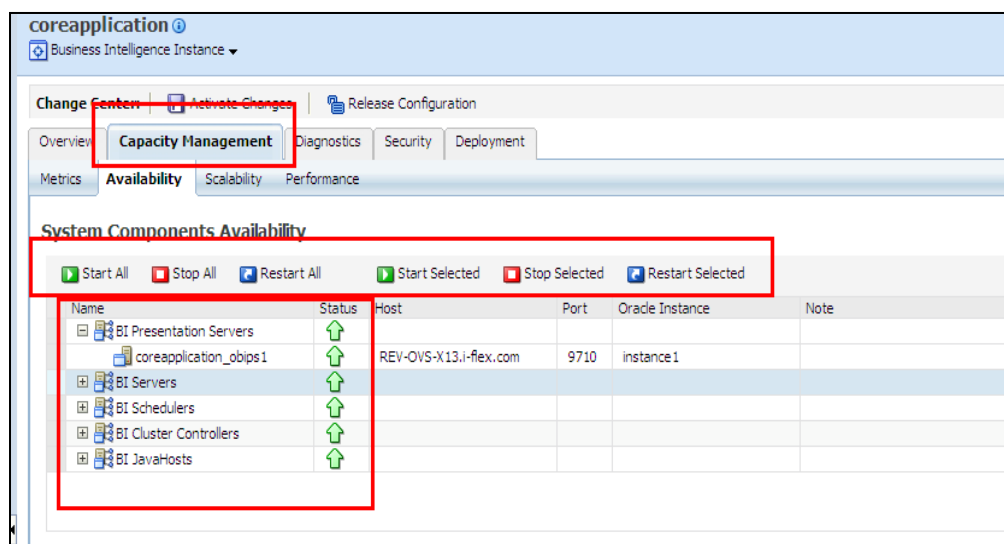 coreapplication
Business Intelligence Instance
Change Center: Activate Changes Release Configuration
Overview Capacity Management Diagnostics Security Deployment
Metrics Availability Scalability Performance
System Components Availability
Start All Stop All Restart All Start Selected Stop Selected Restart Selected
Name Status Host Port Oracle Instance Note
BI Presentation Servers
coreapplication_obips1 REV-OVS-X13.i-flex.com 9710 instance1
BI Servers
BI Schedulers
BI Cluster Controllers
BI JavaHosts